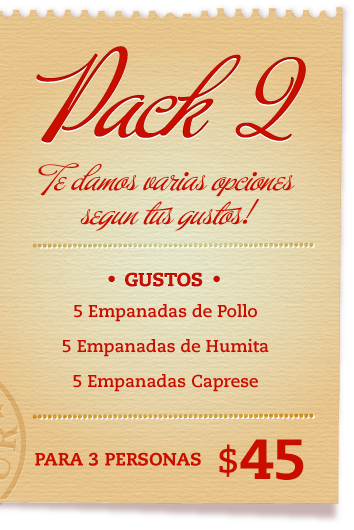 Pack 2
Te damos varias opciones
segun tus gustos!
• GUSTOS •
5 Empanadas de Pollo
5 Empanadas de Humita
5 Empanadas Caprese
PARA 3 PERSONAS $45